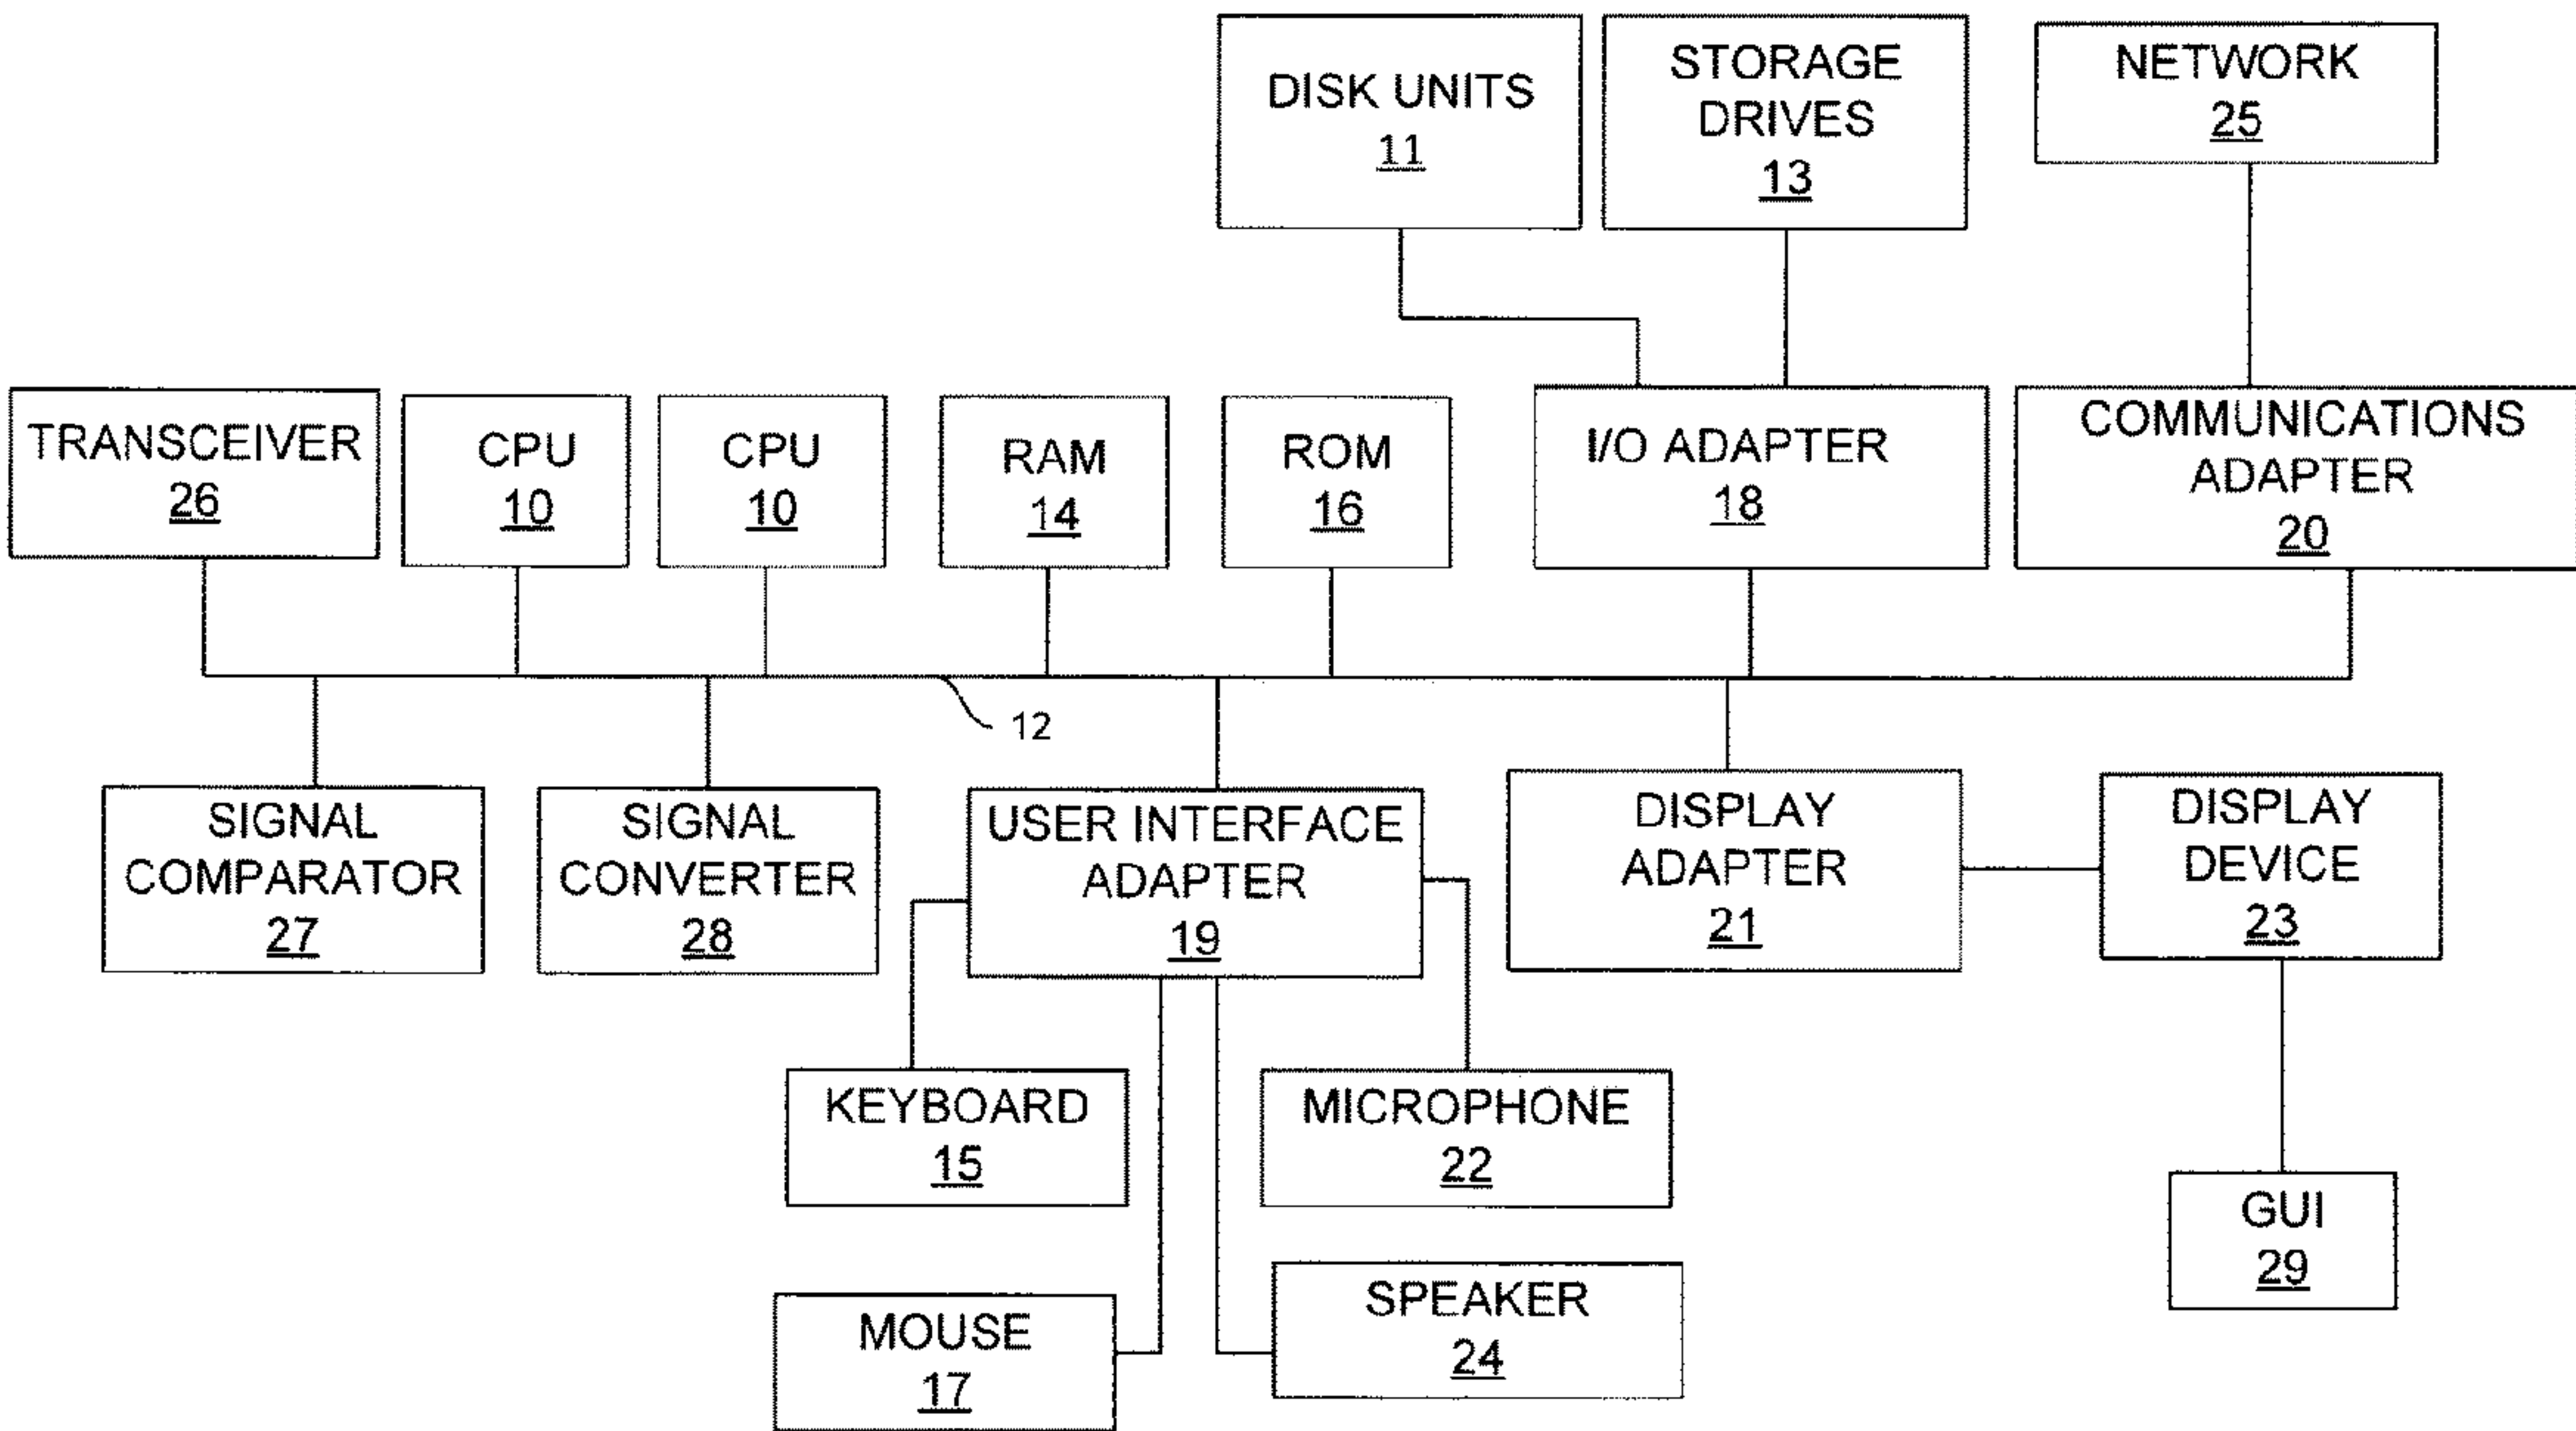 DISK UNITS
11
STORAGE
DRIVES
13
NETWORK
25
TRANSCEIVER
26
CPU
10
CPU
10
RAM
14
ROM
16
I/O ADAPTER
18
COMMUNICATIONS
ADAPTER
20
12
SIGNAL
COMPARATOR
27
SIGNAL
CONVERTER
28
USER INTERFACE
ADAPTER
19
DISPLAY
ADAPTER
21
DISPLAY
DEVICE
23
KEYBOARD
15
MICROPHONE
22
GUI
29
MOUSE
17
SPEAKER
24